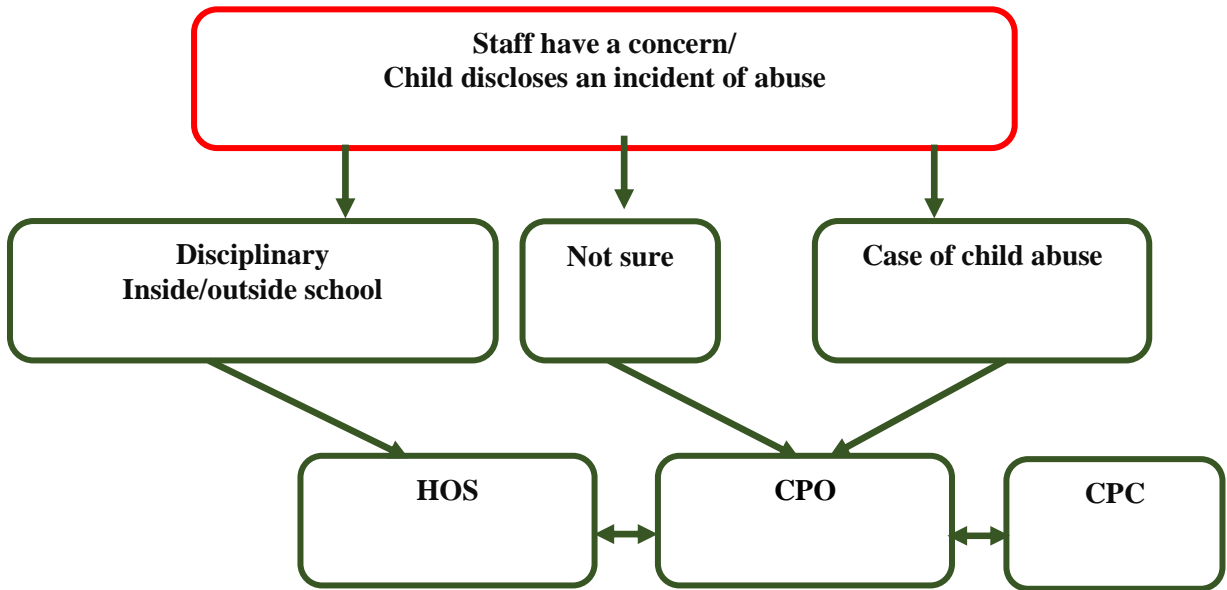 Staff have a concern/
Child discloses an incident of abuse
Disciplinary
Inside/outside school
Not sure
Case of child abuse
HOS
CPO
CPC